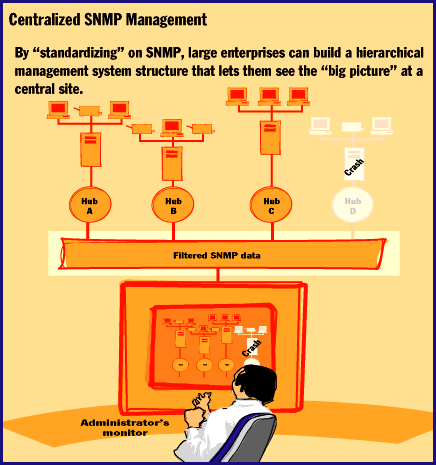 Centralized SNMP Management
By “standardizing” on SNMP, large enterprises can build a hierarchical
management system structure that lets them see the “big picture” at a
central site.
Crash
Hub
A
Hub
B
Hub
C
Hub
D
Filtered SNMP data
Crash
Administrator's
monitor